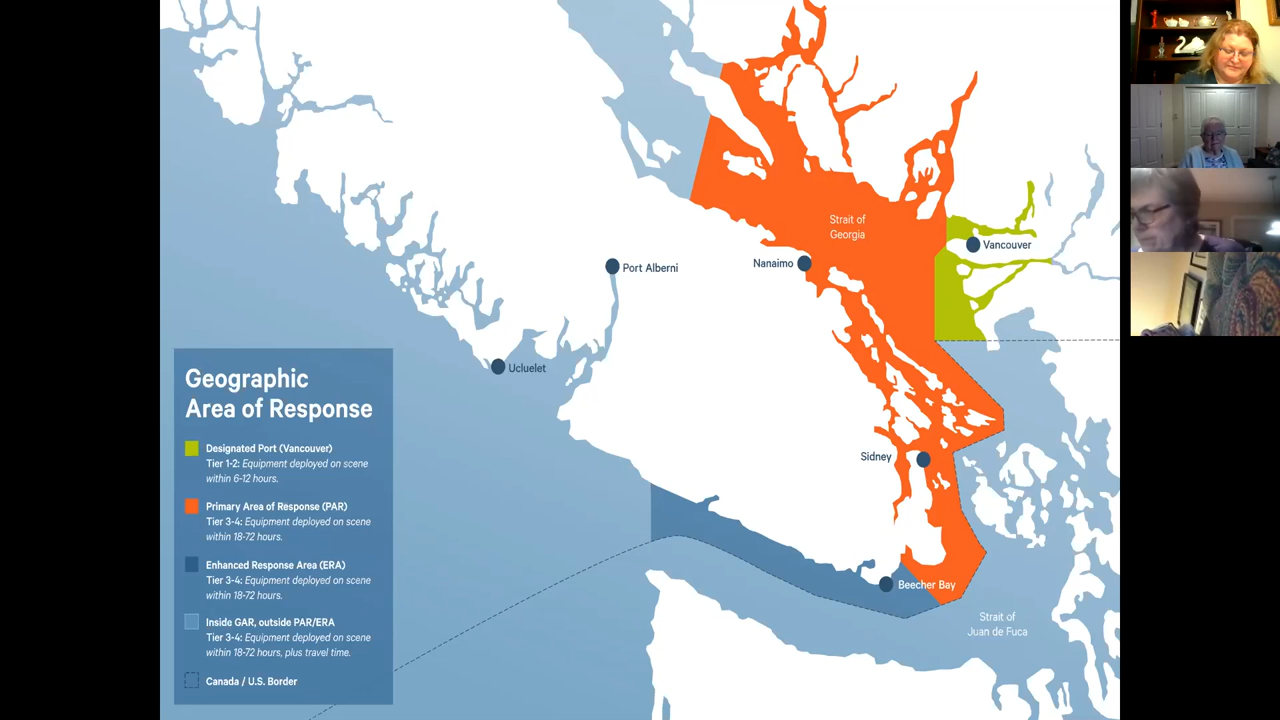 Strait of
Georgia
Vancouver
Nanaimo
Port Alberni
Ucluelet
Sidney
Beecher Bay
Strait of
Juan de Fuca
Geographic
Area of Response
Designated Port (Vancouver)
Tier 1-2: Equipment deployed on scene
within 6-12 hours.
Primary Area of Response (PAR)
Tier 3-4: Equipment deployed on scene
within 18-72 hours.
Enhanced Response Area (ERA)
Tier 3-4: Equipment deployed on scene
within 18-72 hours.
Inside GAR, outside PAR/ERA
Tier 3-4: Equipment deployed on scene
within 18-72 hours, plus travel time.
Canada / U.S. Border